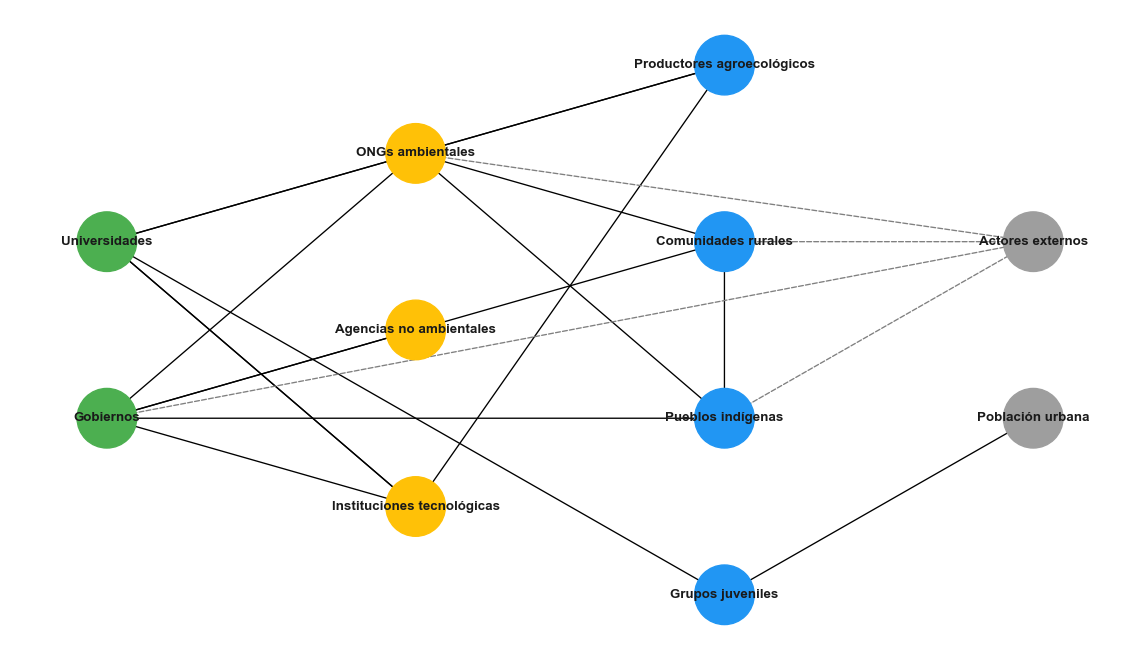 Productores agroecológicos
ONGs ambientales
Universidades
Comunidades rurales
Actores externos
Agencias no ambientales
Gobiernos
Pueblos indígenas
Población urbana
Instituciones tecnológicas
Grupos juveniles